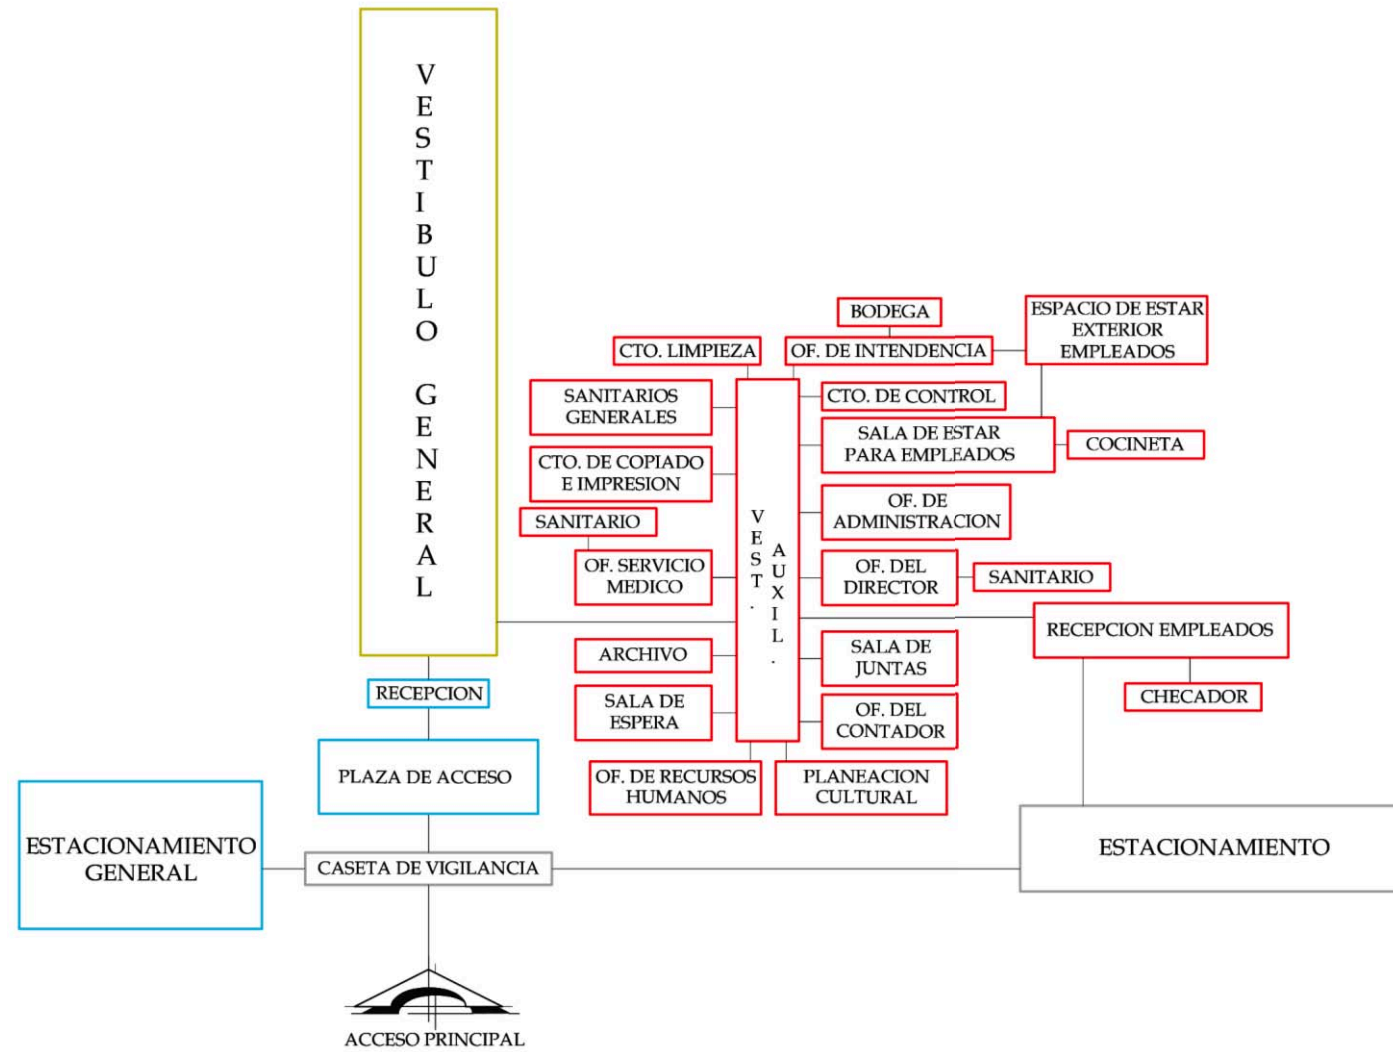 VESTIBULO GENERAL
BODEGA
ESPACIO DE ESTAR
EXTERIOR
EMPLEADOS
CTO. LIMPIEZA
OF. DE INTENDENCIA
SANITARIOS
GENERALES
CTO. DE CONTROL
SALA DE ESTAR
PARA EMPLEADOS
COCINETA
CTO. DE COPIADO
E IMPRESION
OF. DE
ADMINISTRACION
SANITARIO
VEST.
AUXIL.
OF. SERVICIO
MEDICO
OF. DEL
DIRECTOR
SANITARIO
RECEPCION EMPLEADOS
ARCHIVO
SALA DE
JUNTAS
RECEPCION
CHECADOR
SALA DE
ESPERA
OF. DEL
CONTADOR
PLAZA DE ACCESO
OF. DE RECURSOS
HUMANOS
PLANEACION
CULTURAL
ESTACIONAMIENTO
GENERAL
CASETA DE VIGILANCIA
ESTACIONAMIENTO
ACCESO PRINCIPAL